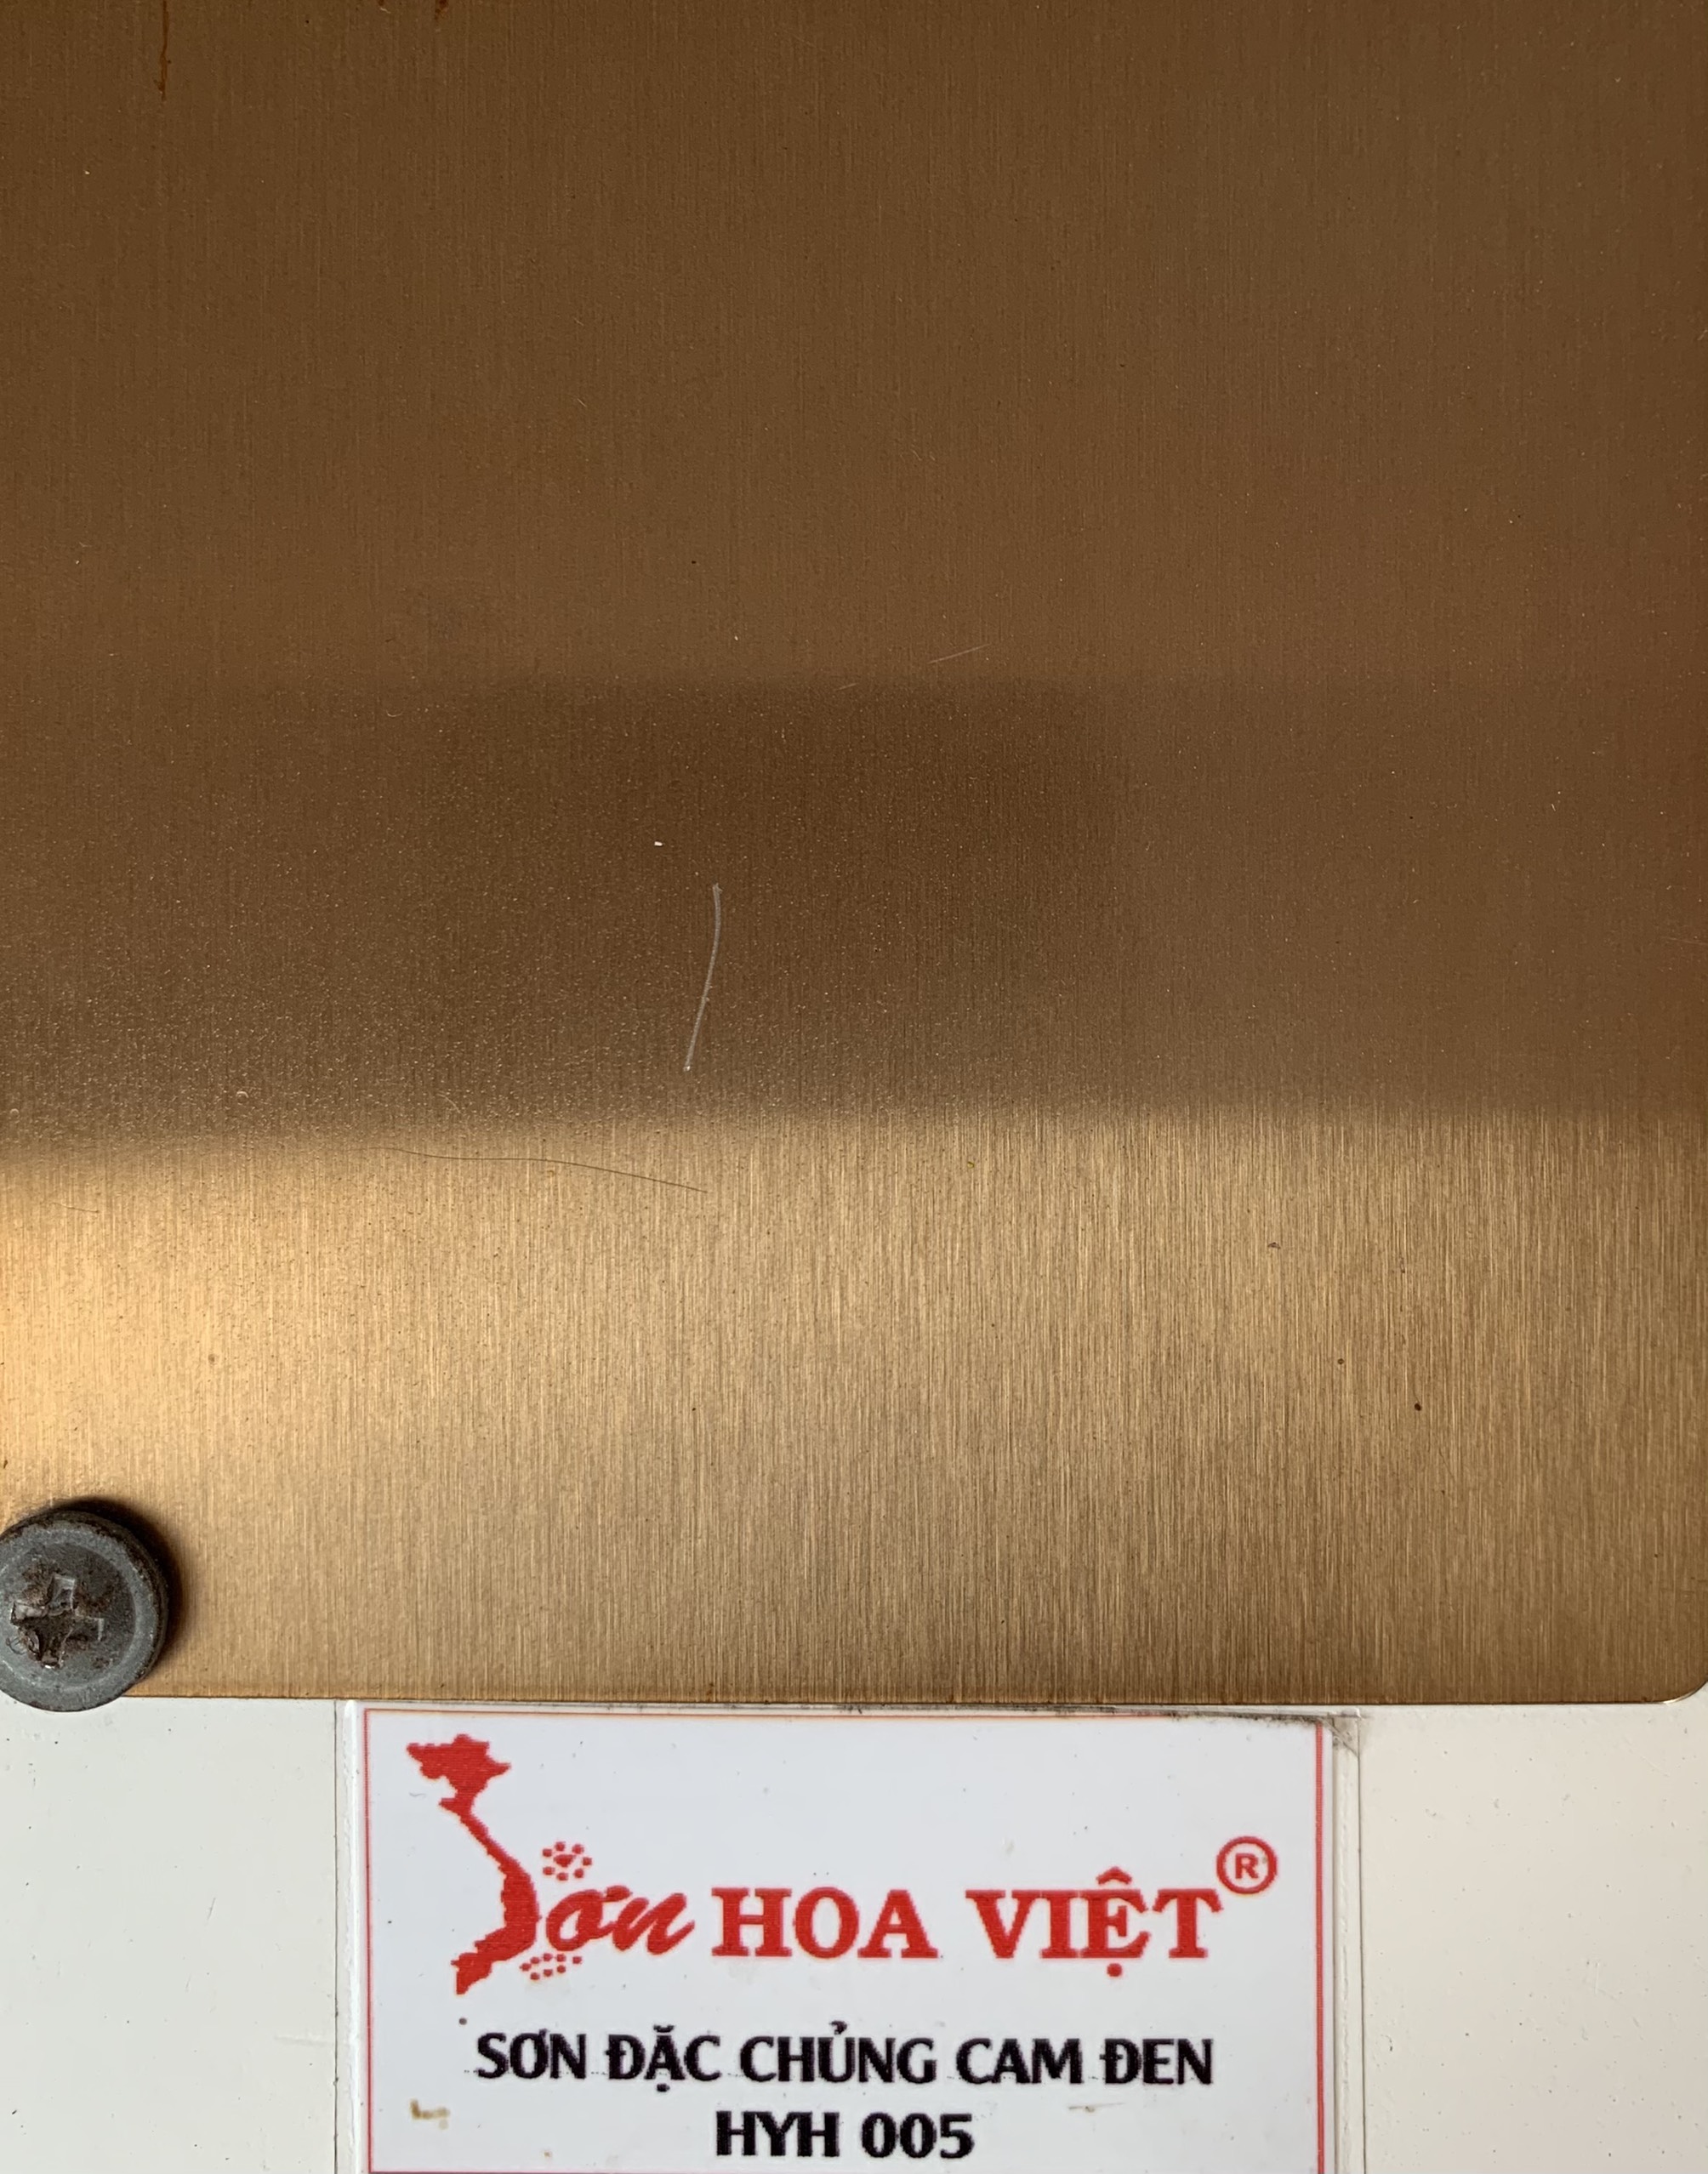 Sơn HOA VIỆT®
SƠN ĐẶC CHỦNG CAM ĐEN
HYH 005